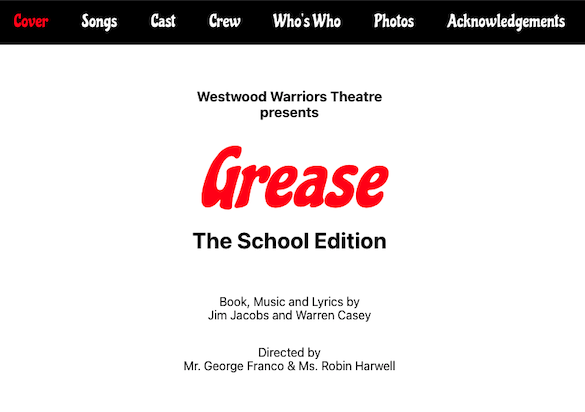 Cover Songs Cast Crew Who's Who Photos Acknowledgements
Westwood Warriors Theatre
presents
Grease
The School Edition
Book, Music and Lyrics by
Jim Jacobs and Warren Casey
Directed by
Mr. George Franco & Ms. Robin Harwell